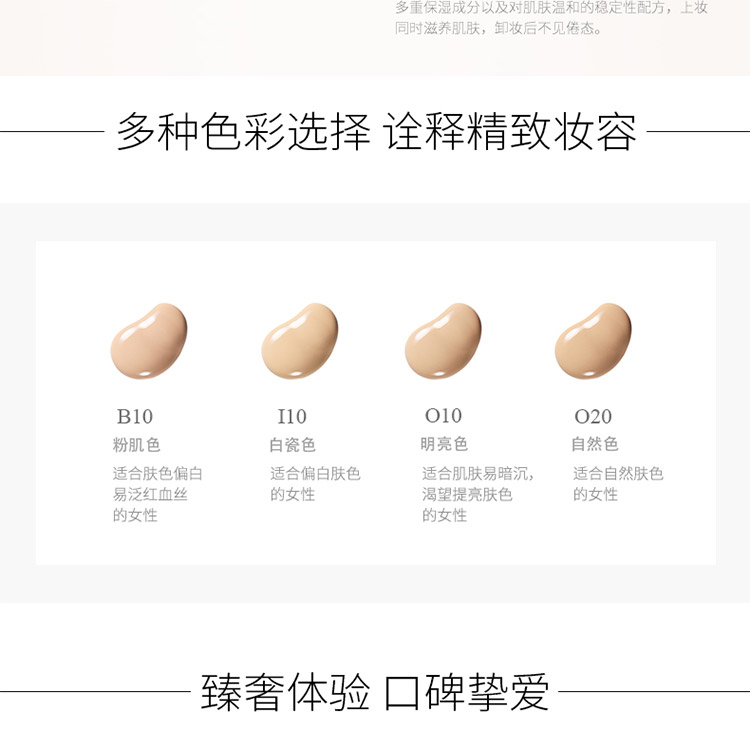 多重保湿成分以及对肌肤温和的稳定性配方，上妆
同时滋养肌肤，卸妆后不见倦态。
多种色彩选择 诠释精致妆容
B10
粉肌色
适合肤色偏白
易泛红血丝
的女性
I10
白瓷色
适合偏白肤色
的女性
O10
明亮色
适合肌肤易暗沉，
渴望提亮肤色
的女性
O20
自然色
适合自然肤色
的女性
臻奢体验 口碑挚爱